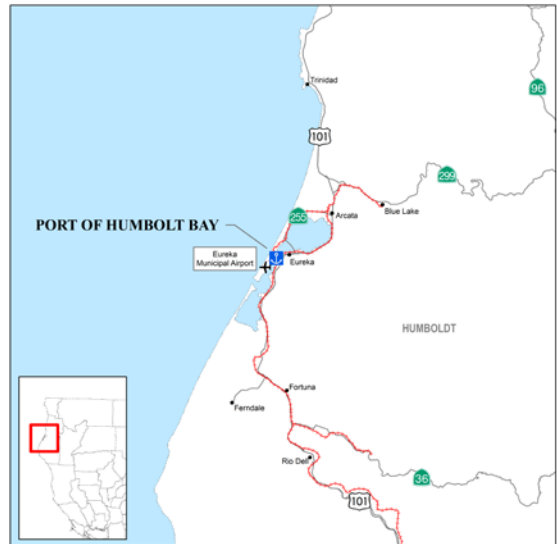 Trinidad
96
101
299
Blue Lake
255
Arcata
PORT OF HUMBOLT BAY
Eureka
Municipal Airport
Eureka
HUMBOLDT
Fortuna
Ferndale
Rio Dell
36
101